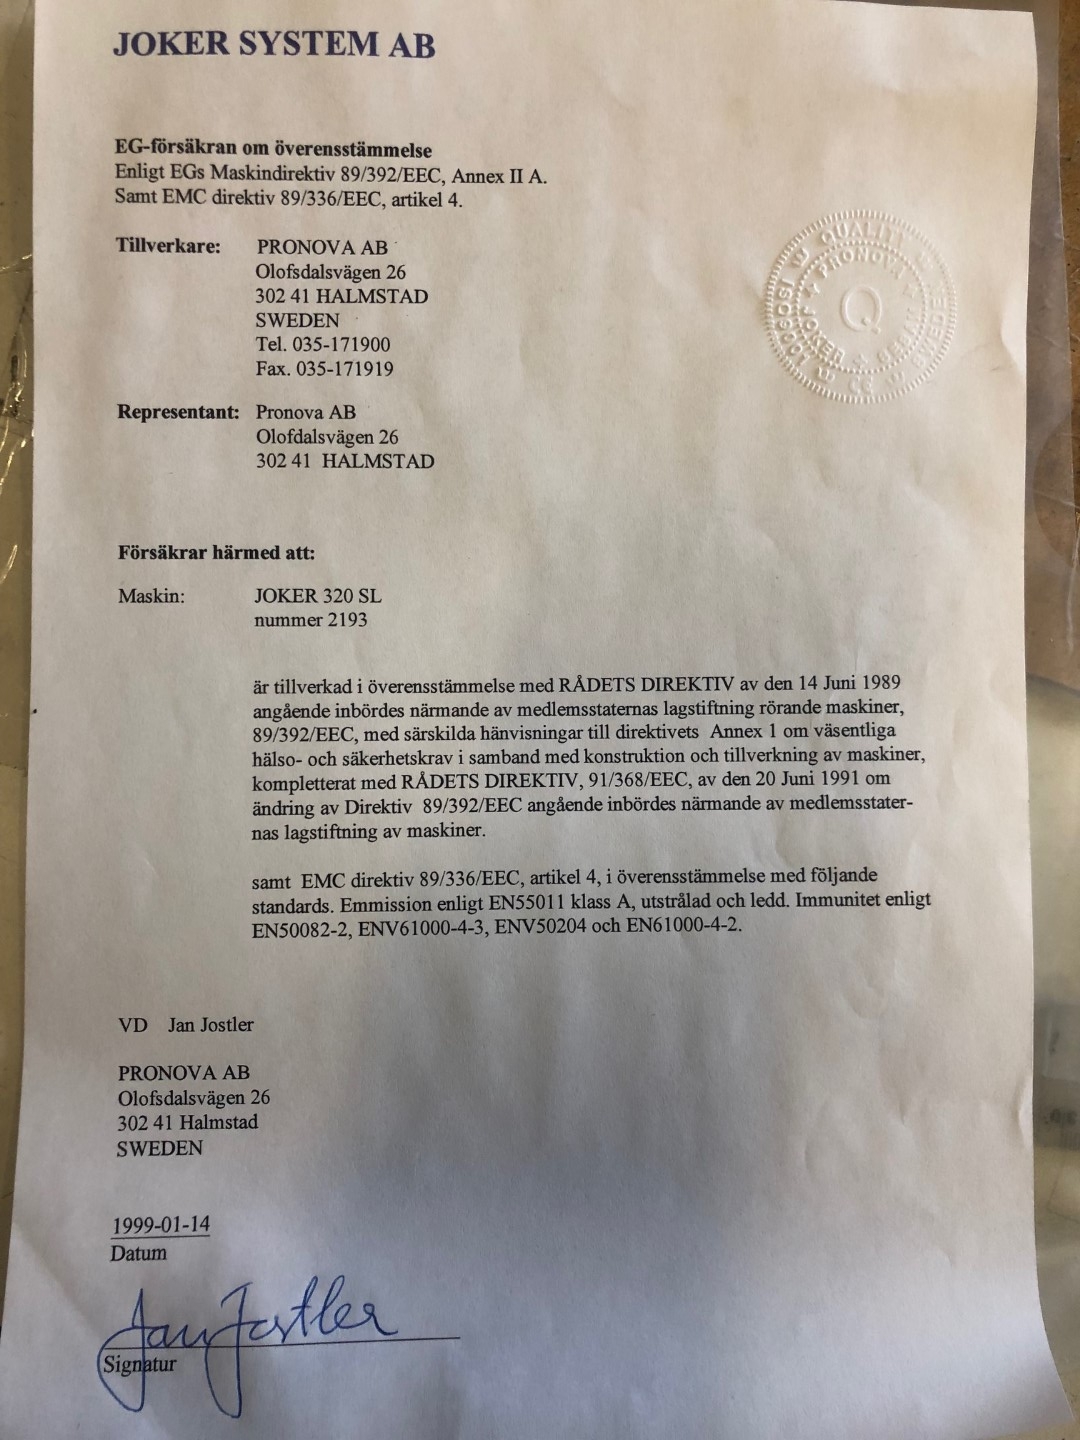 JOKER SYSTEM AB
EG-försäkran om överensstämmelse
Enligt EGs Maskindirektiv 89/392/EEC, Annex II A.
Samt EMC direktiv 89/336/EEC, artikel 4.
Tillverkare: PRONOVA AB
Olofsdalsvägen 26
302 41 HALMSTAD
SWEDEN
Tel. 035-171900
Fax. 035-171919
QUALITY
PRONOVA
Q
JOKER
SWEDEN
CE
Representant: Pronova AB
Olofdalsvägen 26
302 41 HALMSTAD
Försäkrar härmed att:
Maskin: JOKER 320 SL
nummer 2193
är tillverkad i överensstämmelse med RÅDETS DIREKTIV av den 14 Juni 1989
angående inbördes närmande av medlemsstaternas lagstiftning rörande maskiner,
89/392/EEC, med särskilda hänvisningar till direktivets Annex 1 om väsentliga
hälso- och säkerhetskrav i samband med konstruktion och tillverkning av maskiner,
kompletterat med RÅDETS DIREKTIV, 91/368/EEC, av den 20 Juni 1991 om
ändring av Direktiv 89/392/EEC angående inbördes närmande av medlemsstater-
nas lagstiftning av maskiner.
samt EMC direktiv 89/336/EEC, artikel 4, i överensstämmelse med följande
standards. Emmission enligt EN55011 klass A, utstrålad och ledd. Immunitet enligt
EN50082-2, ENV61000-4-3, ENV50204 och EN61000-4-2.
VD Jan Jostler
PRONOVA AB
Olofsdalsvägen 26
302 41 Halmstad
SWEDEN
1999-01-14
Datum
Jan Jostler
Signatur